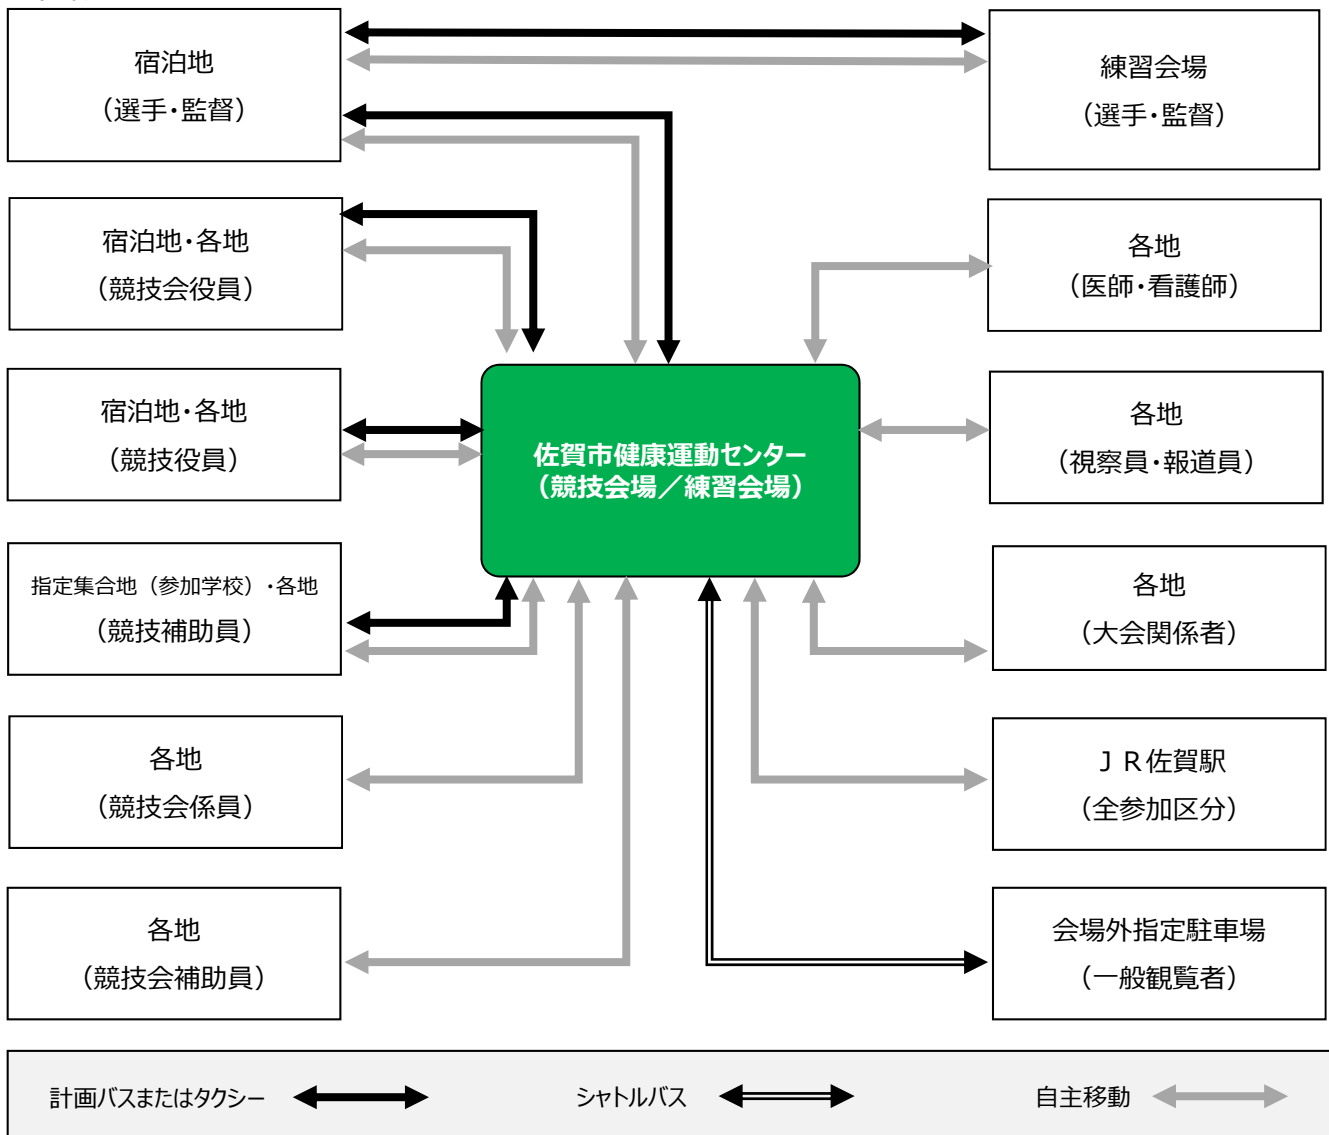 宿泊地
（選手・監督）
練習会場
（選手・監督）
宿泊地・各地
（競技会役員）
各地
（医師・看護師）
宿泊地・各地
（競技役員）
佐賀市健康運動センター
（競技会場／練習会場）
各地
（視察員・報道員）
指定集合地（参加学校）・各地
（競技補助員）
各地
（大会関係者）
各地
（競技会係員）
ＪＲ佐賀駅
（全参加区分）
各地
（競技会補助員）
会場外指定駐車場
（一般観覧者）
計画バスまたはタクシー
シャトルバス
自主移動